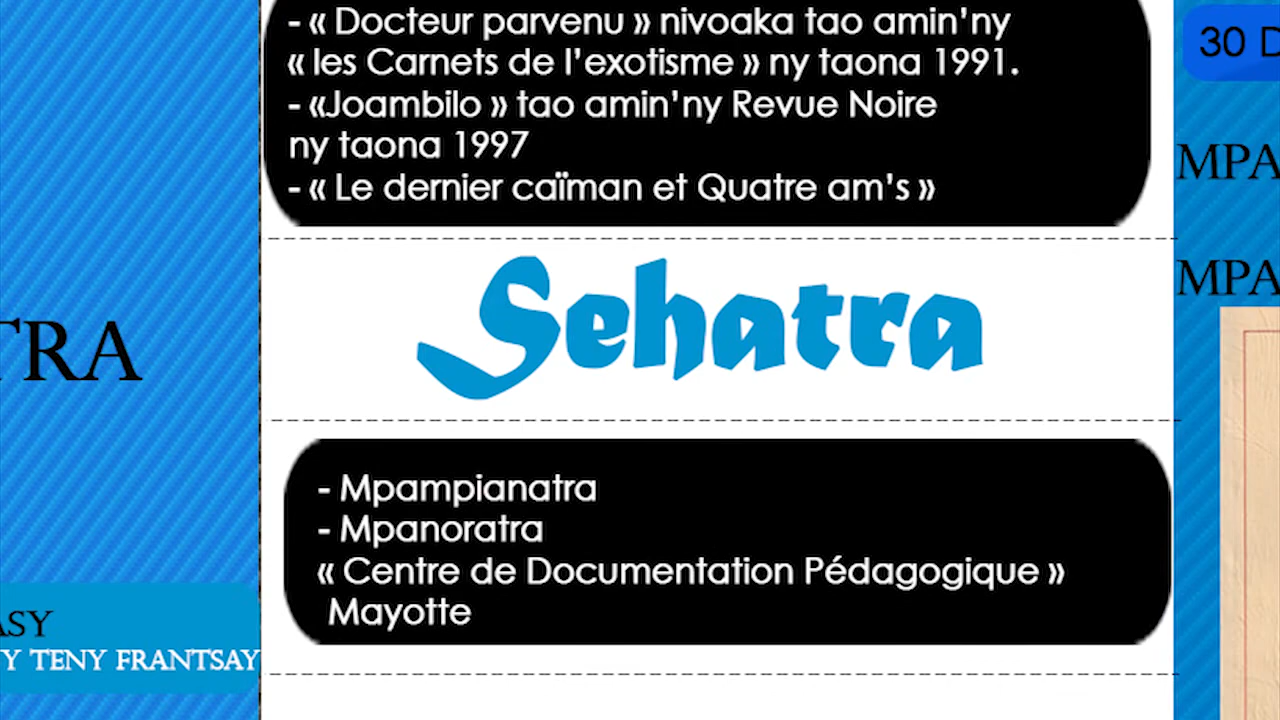 - « Docteur parvenu » nivoaka tao amin’ny
« les Carnets de l’exotisme » ny taona 1991.
- «Joambilo » tao amin’ny Revue Noire
ny taona 1997
- « Le dernier caïman et Quatre am’s »
Sehatra
- Mpampianatra
- Mpanoratra
« Centre de Documentation Pédagogique »
Mayotte
TRA
ASY
Y TENY FRANTSAY
30 D
MPA
MPA